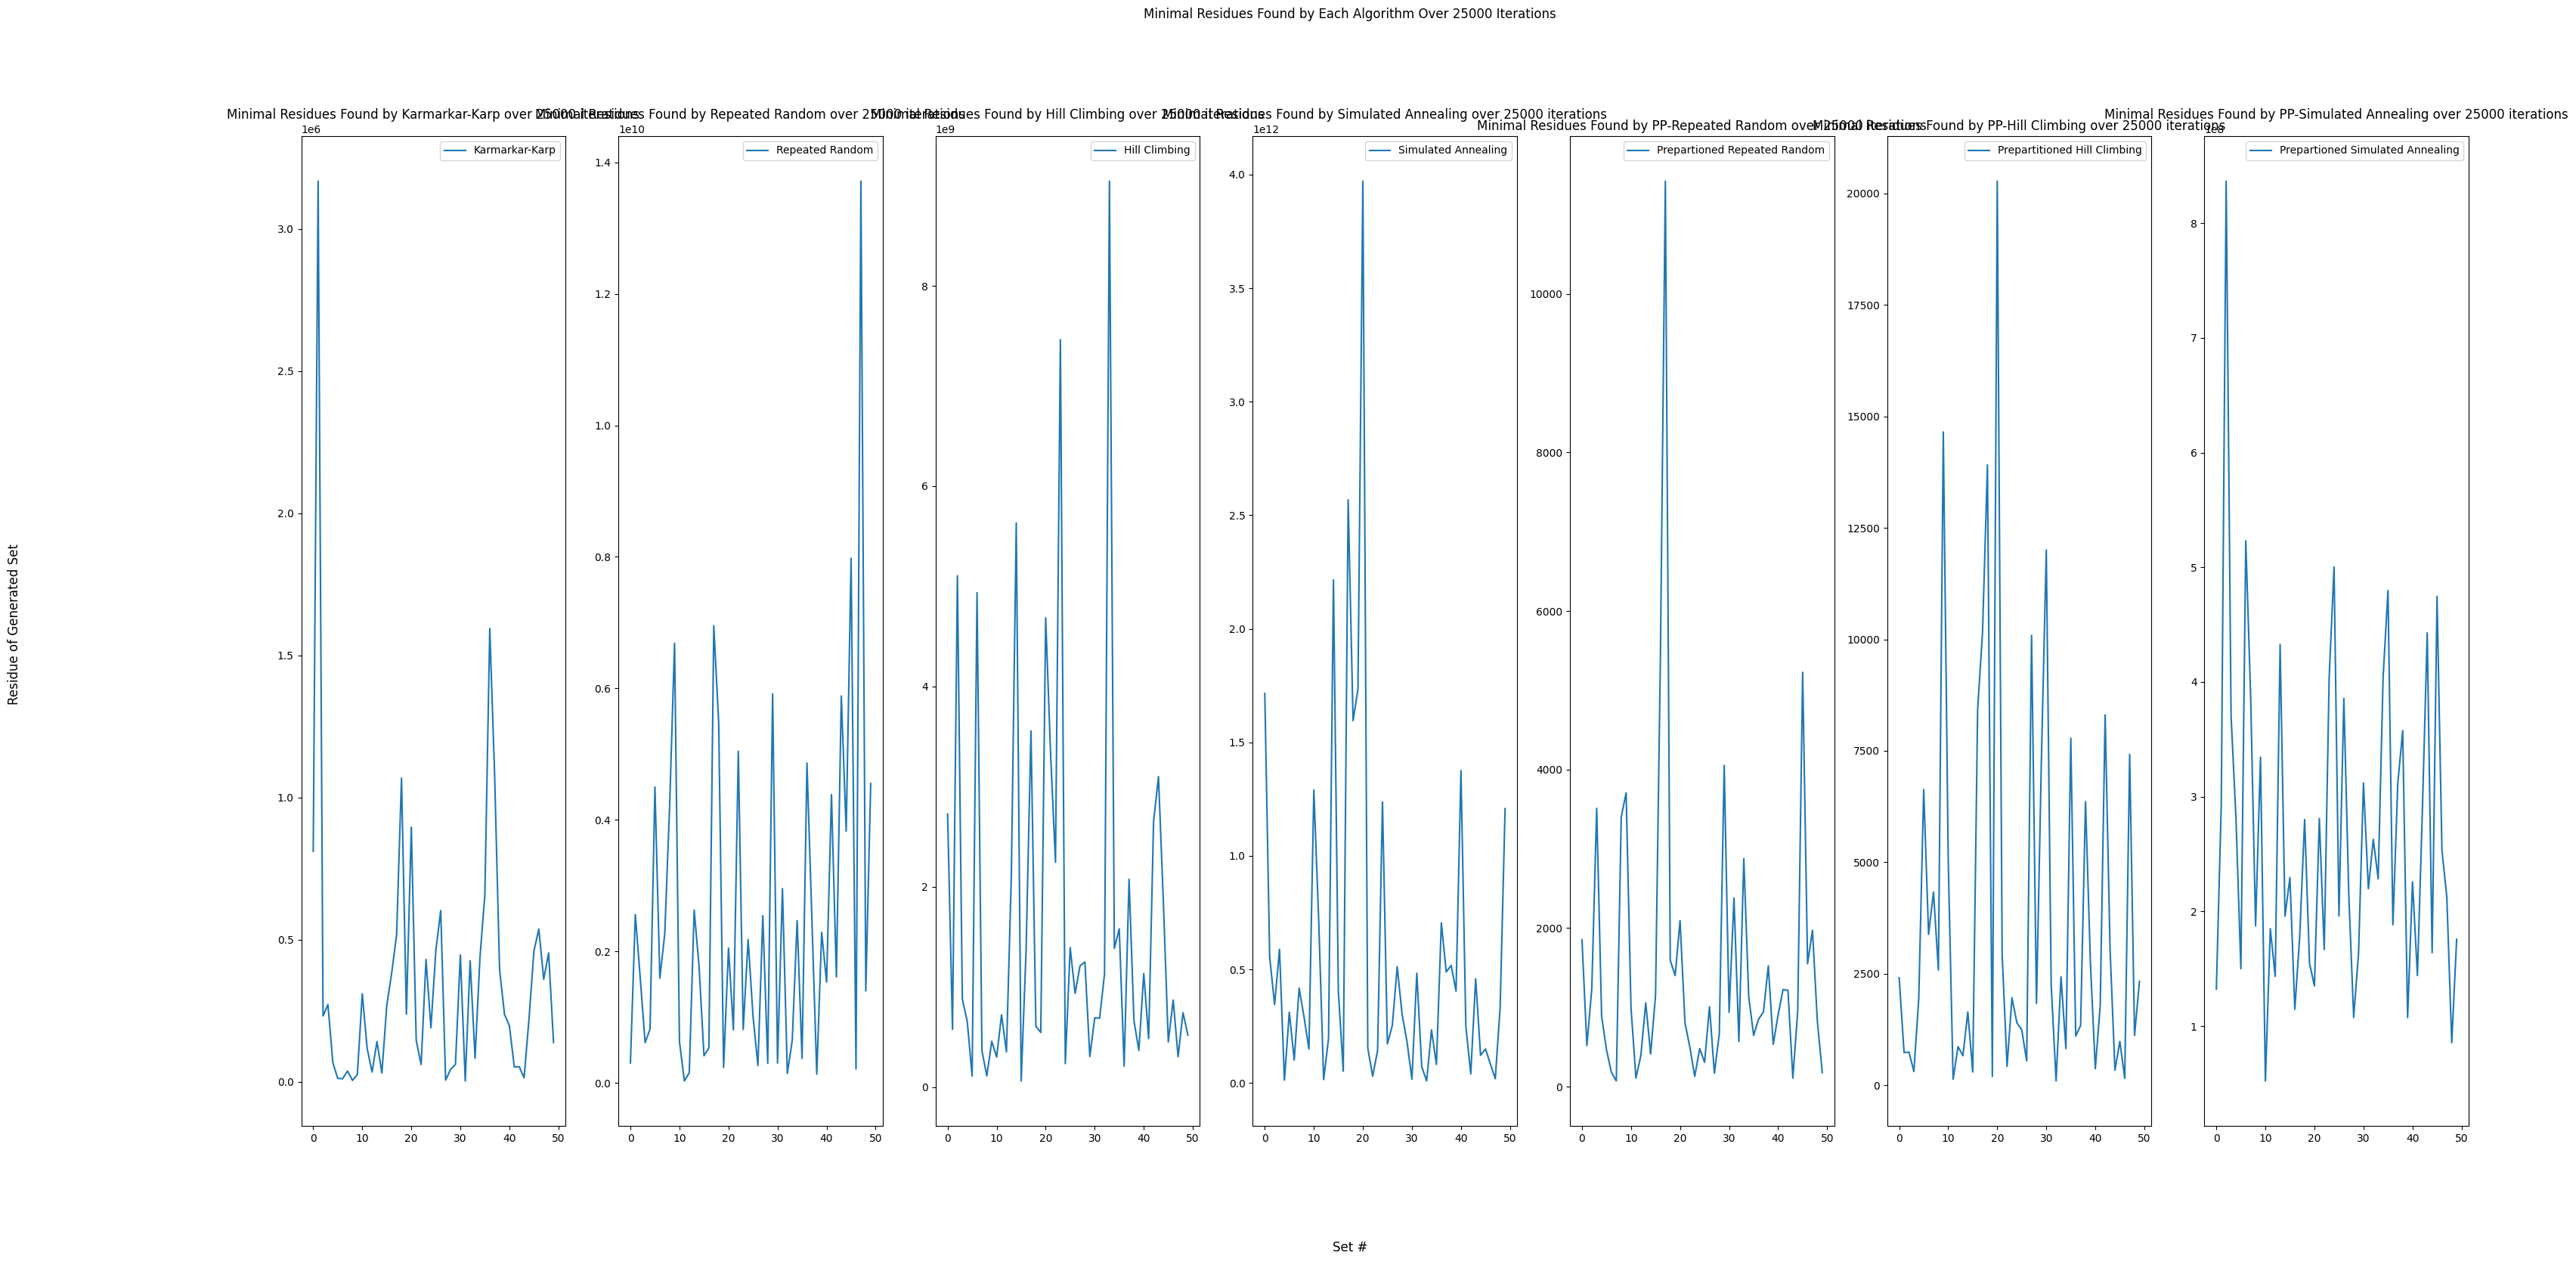 Minimal Residues Found by Each Algorithm Over 25000 Iterations
Minimal Residues Found by Karmarkar-Karp over 25000 iterations
1e6
Karmarkar-Karp
3.0
2.5
2.0
1.5
1.0
0.5
0.0
0 10 20 30 40 50
Minimal Residues Found by Repeated Random over 25000 iterations
1e10
Repeated Random
1.4
1.2
1.0
0.8
0.6
0.4
0.2
0.0
0 10 20 30 40 50
Minimal Residues Found by Hill Climbing over 25000 iterations
1e9
Hill Climbing
8
6
4
2
0
0 10 20 30 40 50
Minimal Residues Found by Simulated Annealing over 25000 iterations
1e12
Simulated Annealing
4.0
3.5
3.0
2.5
2.0
1.5
1.0
0.5
0.0
0 10 20 30 40 50
Minimal Residues Found by PP-Repeated Random over 25000 iterations
Prepartioned Repeated Random
10000
8000
6000
4000
2000
0
0 10 20 30 40 50
Minimal Residues Found by PP-Hill Climbing over 25000 iterations
Prepartitioned Hill Climbing
20000
17500
15000
12500
10000
7500
5000
2500
0
0 10 20 30 40 50
Minimal Residues Found by PP-Simulated Annealing over 25000 iterations
1e8
Prepartioned Simulated Annealing
8
7
6
5
4
3
2
1
0 10 20 30 40 50
Residue of Generated Set
Set #